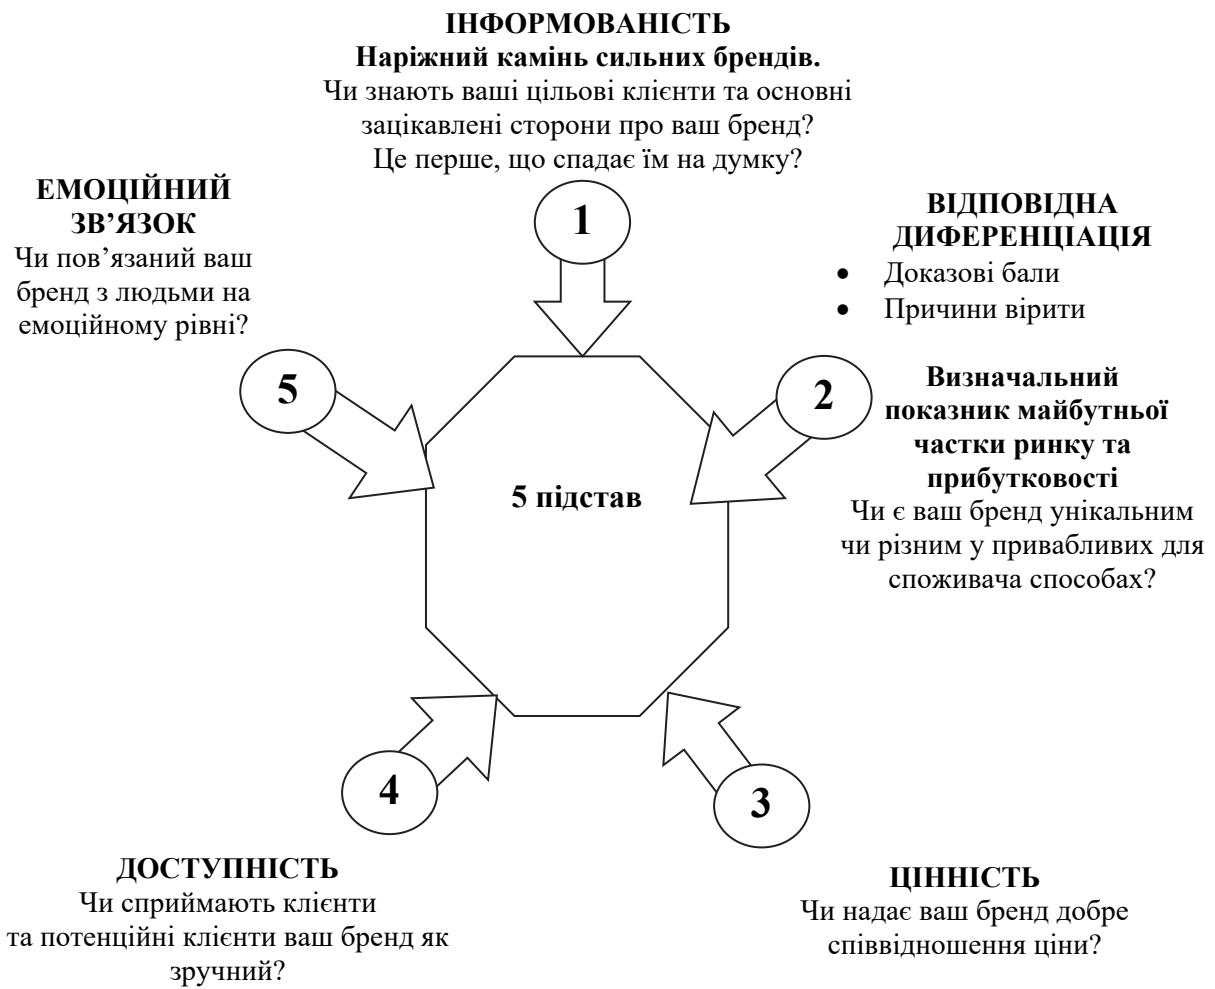 ІНФОРМОВАНІСТЬ
Наріжний камінь сильних брендів.
Чи знають ваші цільові клієнти та основні
зацікавлені сторони про ваш бренд?
Це перше, що спадає їм на думку?
1
ВІДПОВІДНА
ДИФЕРЕНЦІАЦІЯ
• Доказові бали
• Причини вірити
2
Визначальний
показник майбутньої
частки ринку та
прибутковості
Чи є ваш бренд унікальним
чи різним у привабливих для
споживача способах?
5 підстав
3
ЦІННІСТЬ
Чи надає ваш бренд добре
співвідношення ціни?
4
ДОСТУПНІСТЬ
Чи сприймають клієнти
та потенційні клієнти ваш бренд як
зручний?
ЕМОЦІЙНИЙ
ЗВ’ЯЗОК
Чи пов’язаний ваш
бренд з людьми на
емоційному рівні?
5